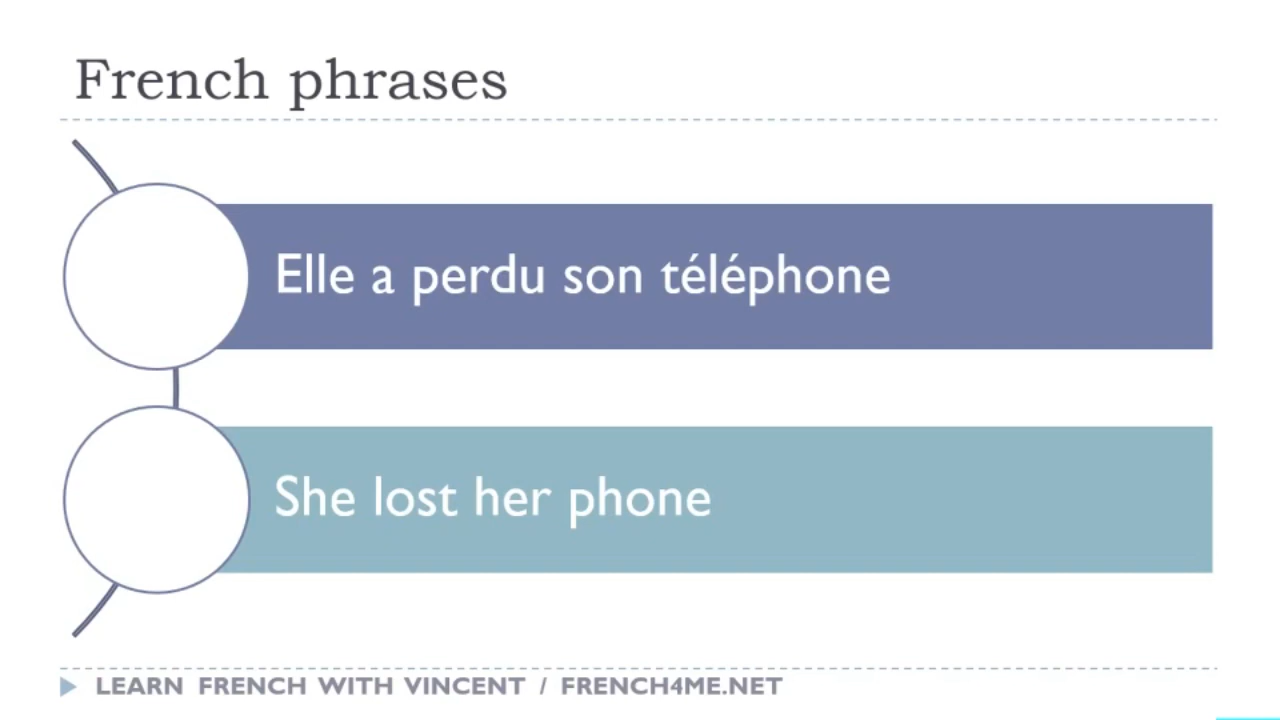 French phrases
Elle a perdu son téléphone
She lost her phone
LEARN FRENCH WITH VINCENT / FRENCH4ME.NET